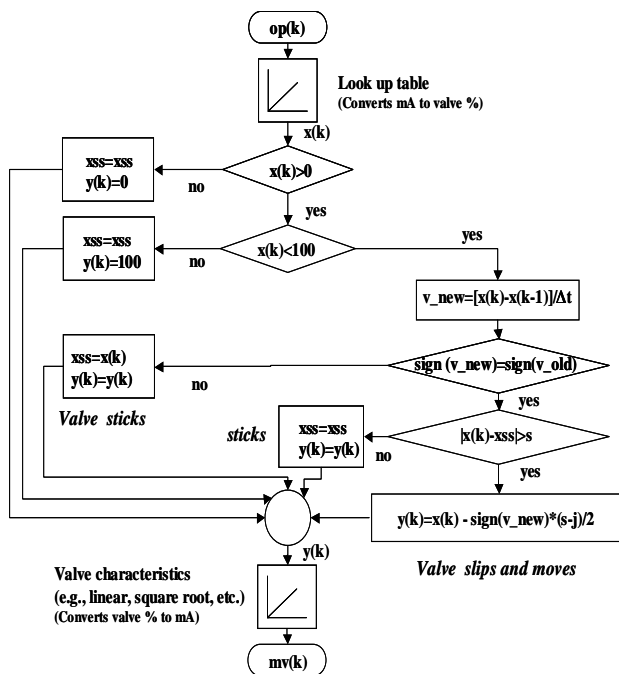 op(k)
Look up table
(Converts mA to valve %)
x(k)
xss=xss
y(k)=0
no
x(k)>0
yes
xss=xss
y(k)=100
no
x(k)<100
yes
v_new=[x(k)-x(k-1)]/Δt
xss=x(k)
y(k)=y(k)
no
sign (v_new)=sign(v_old)
Valve sticks
yes
sticks
xss=xss
y(k)=y(k)
no
|x(k)-xss|>s
yes
y(k)=x(k) - sign(v_new)*(s-j)/2
y(k)
Valve slips and moves
Valve characteristics
(e.g., linear, square root, etc.)
(Converts valve % to mA)
mv(k)